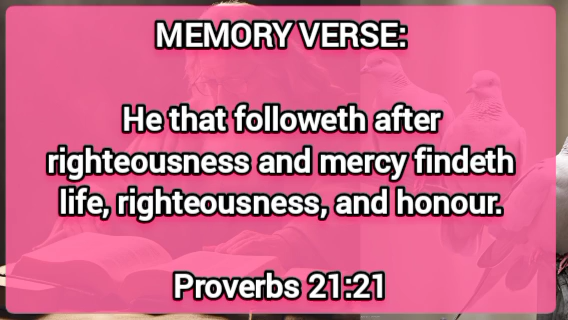 MEMORY VERSE:
He that followeth after
righteousness and mercy findeth
life, righteousness, and honour.
Proverbs 21:21